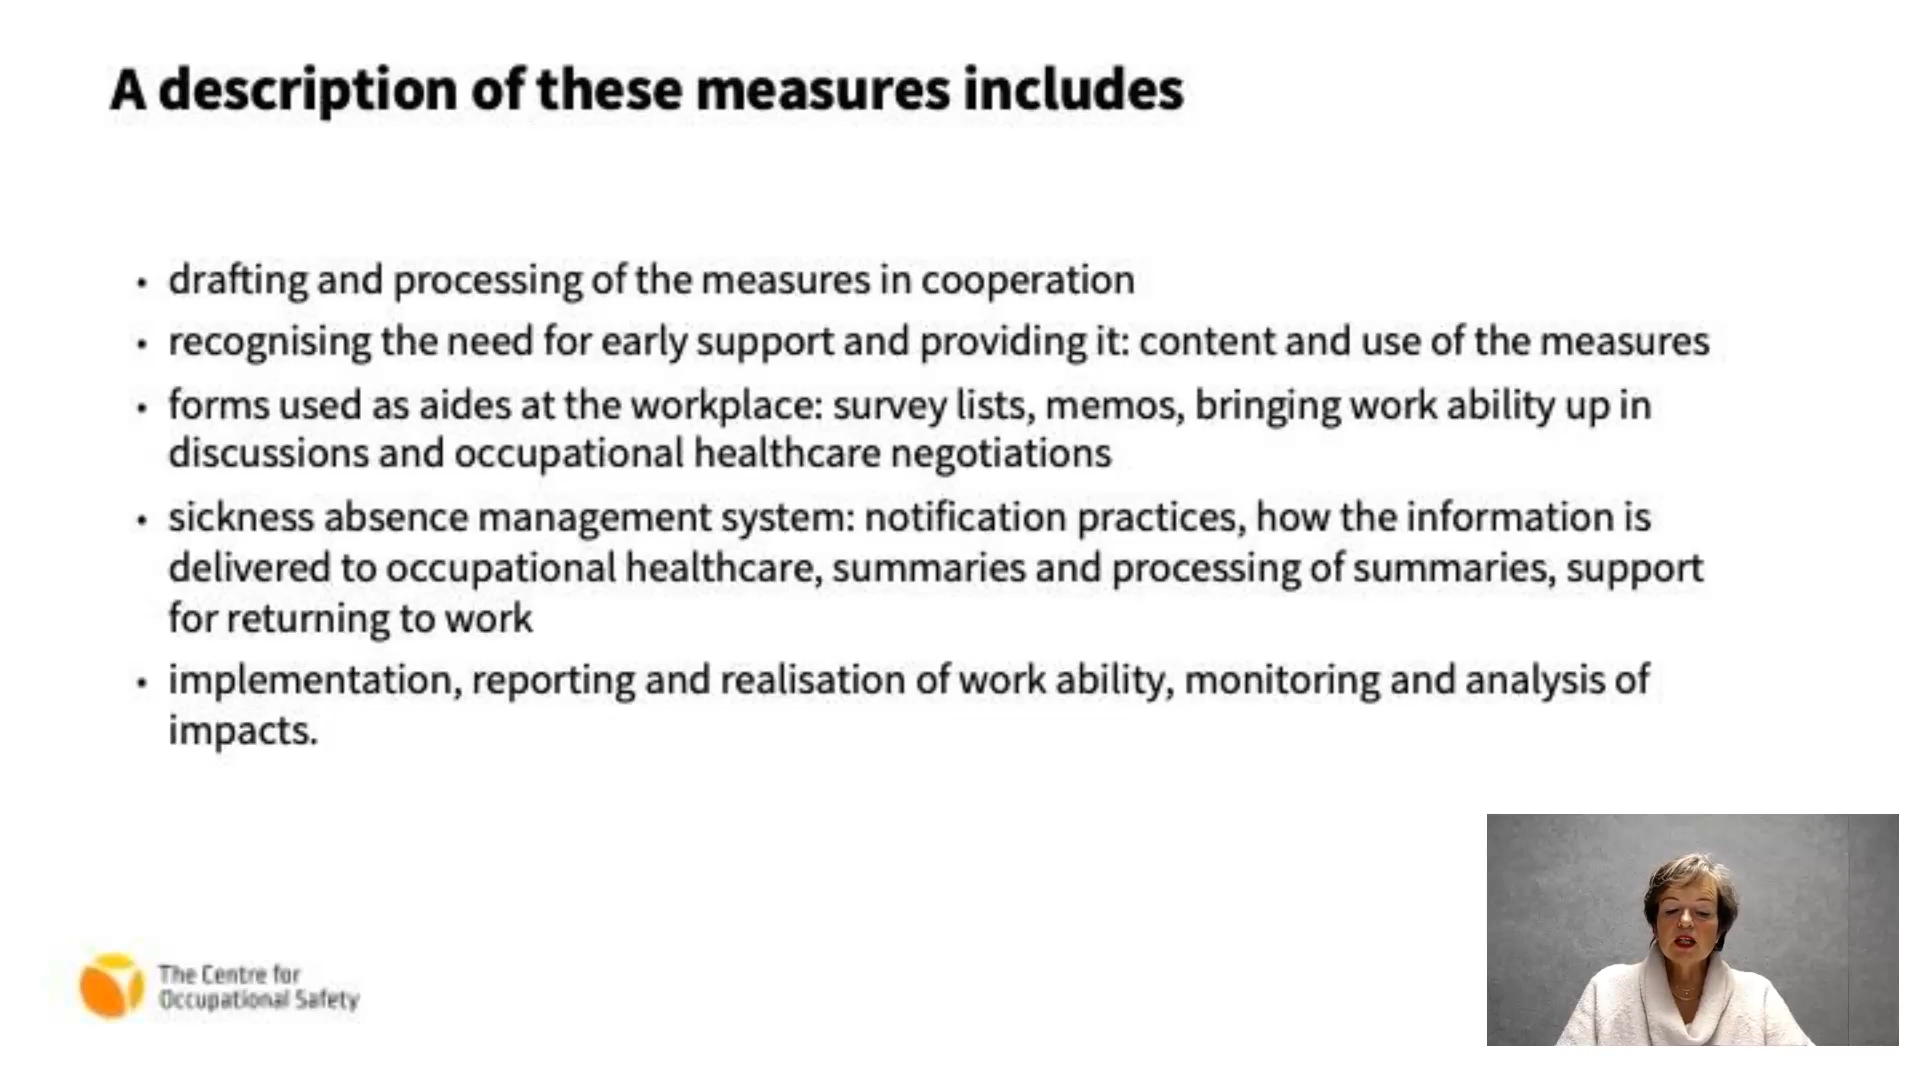 A description of these measures includes
• drafting and processing of the measures in cooperation
• recognising the need for early support and providing it: content and use of the measures
• forms used as aides at the workplace: survey lists, memos, bringing work ability up in
discussions and occupational healthcare negotiations
• sickness absence management system: notification practices, how the information is
delivered to occupational healthcare, summaries and processing of summaries, support
for returning to work
• implementation, reporting and realisation of work ability, monitoring and analysis of
impacts.
The Centre for
Occupational Safety